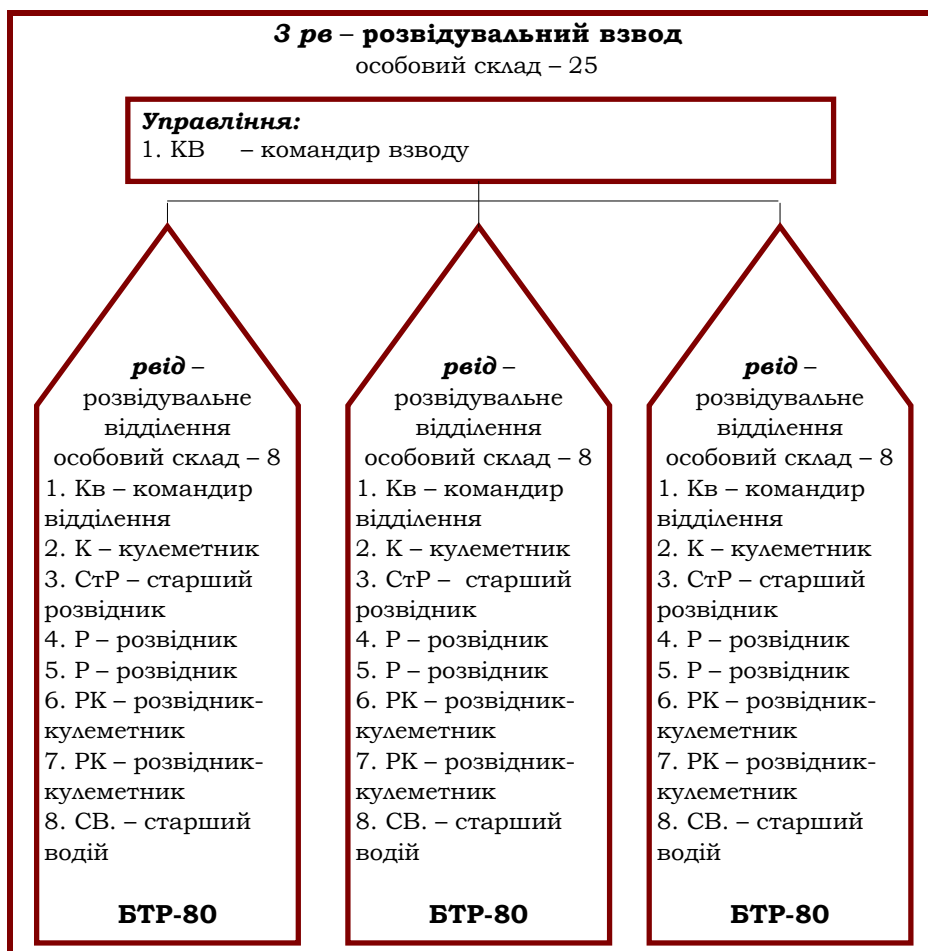 3 рв – розвідувальний взвод
особовий склад – 25
Управління:
1. КВ – командир взводу
рвід –
розвідувальне
відділення
особовий склад – 8
1. Кв – командир
відділення
2. К – кулеметник
3. СтР – старший
розвідник
4. Р – розвідник
5. Р – розвідник
6. РК – розвідник-
кулеметник
7. РК – розвідник-
кулеметник
8. СВ. – старший
водій
БТР-80
рвід –
розвідувальне
відділення
особовий склад – 8
1. Кв – командир
відділення
2. К – кулеметник
3. СтР – старший
розвідник
4. Р – розвідник
5. Р – розвідник
6. РК – розвідник-
кулеметник
7. РК – розвідник-
кулеметник
8. СВ. – старший
водій
БТР-80
рвід –
розвідувальне
відділення
особовий склад – 8
1. Кв – командир
відділення
2. К – кулеметник
3. СтР – старший
розвідник
4. Р – розвідник
5. Р – розвідник
6. РК – розвідник-
кулеметник
7. РК – розвідник-
кулеметник
8. СВ. – старший
водій
БТР-80